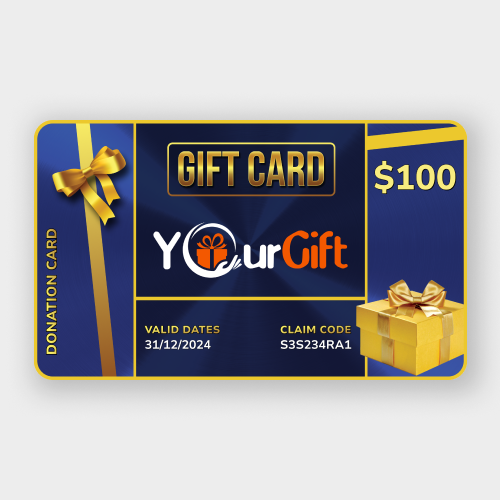 GIFT CARD
$100
YOurGift
DONATION CARD
VALID DATES
31/12/2024
CLAIM CODE
S3S234RA1